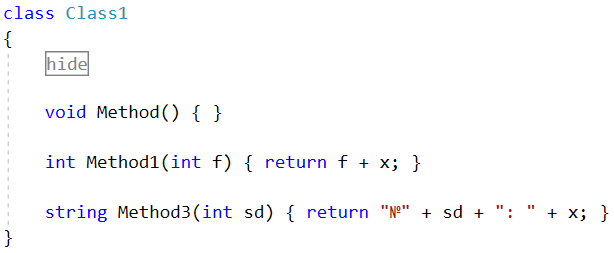 class Class1
{
hide
void Method() { }
int Method1(int f) { return f + x; }
string Method3(int sd) { return "№" + sd + ": " + x; }
}